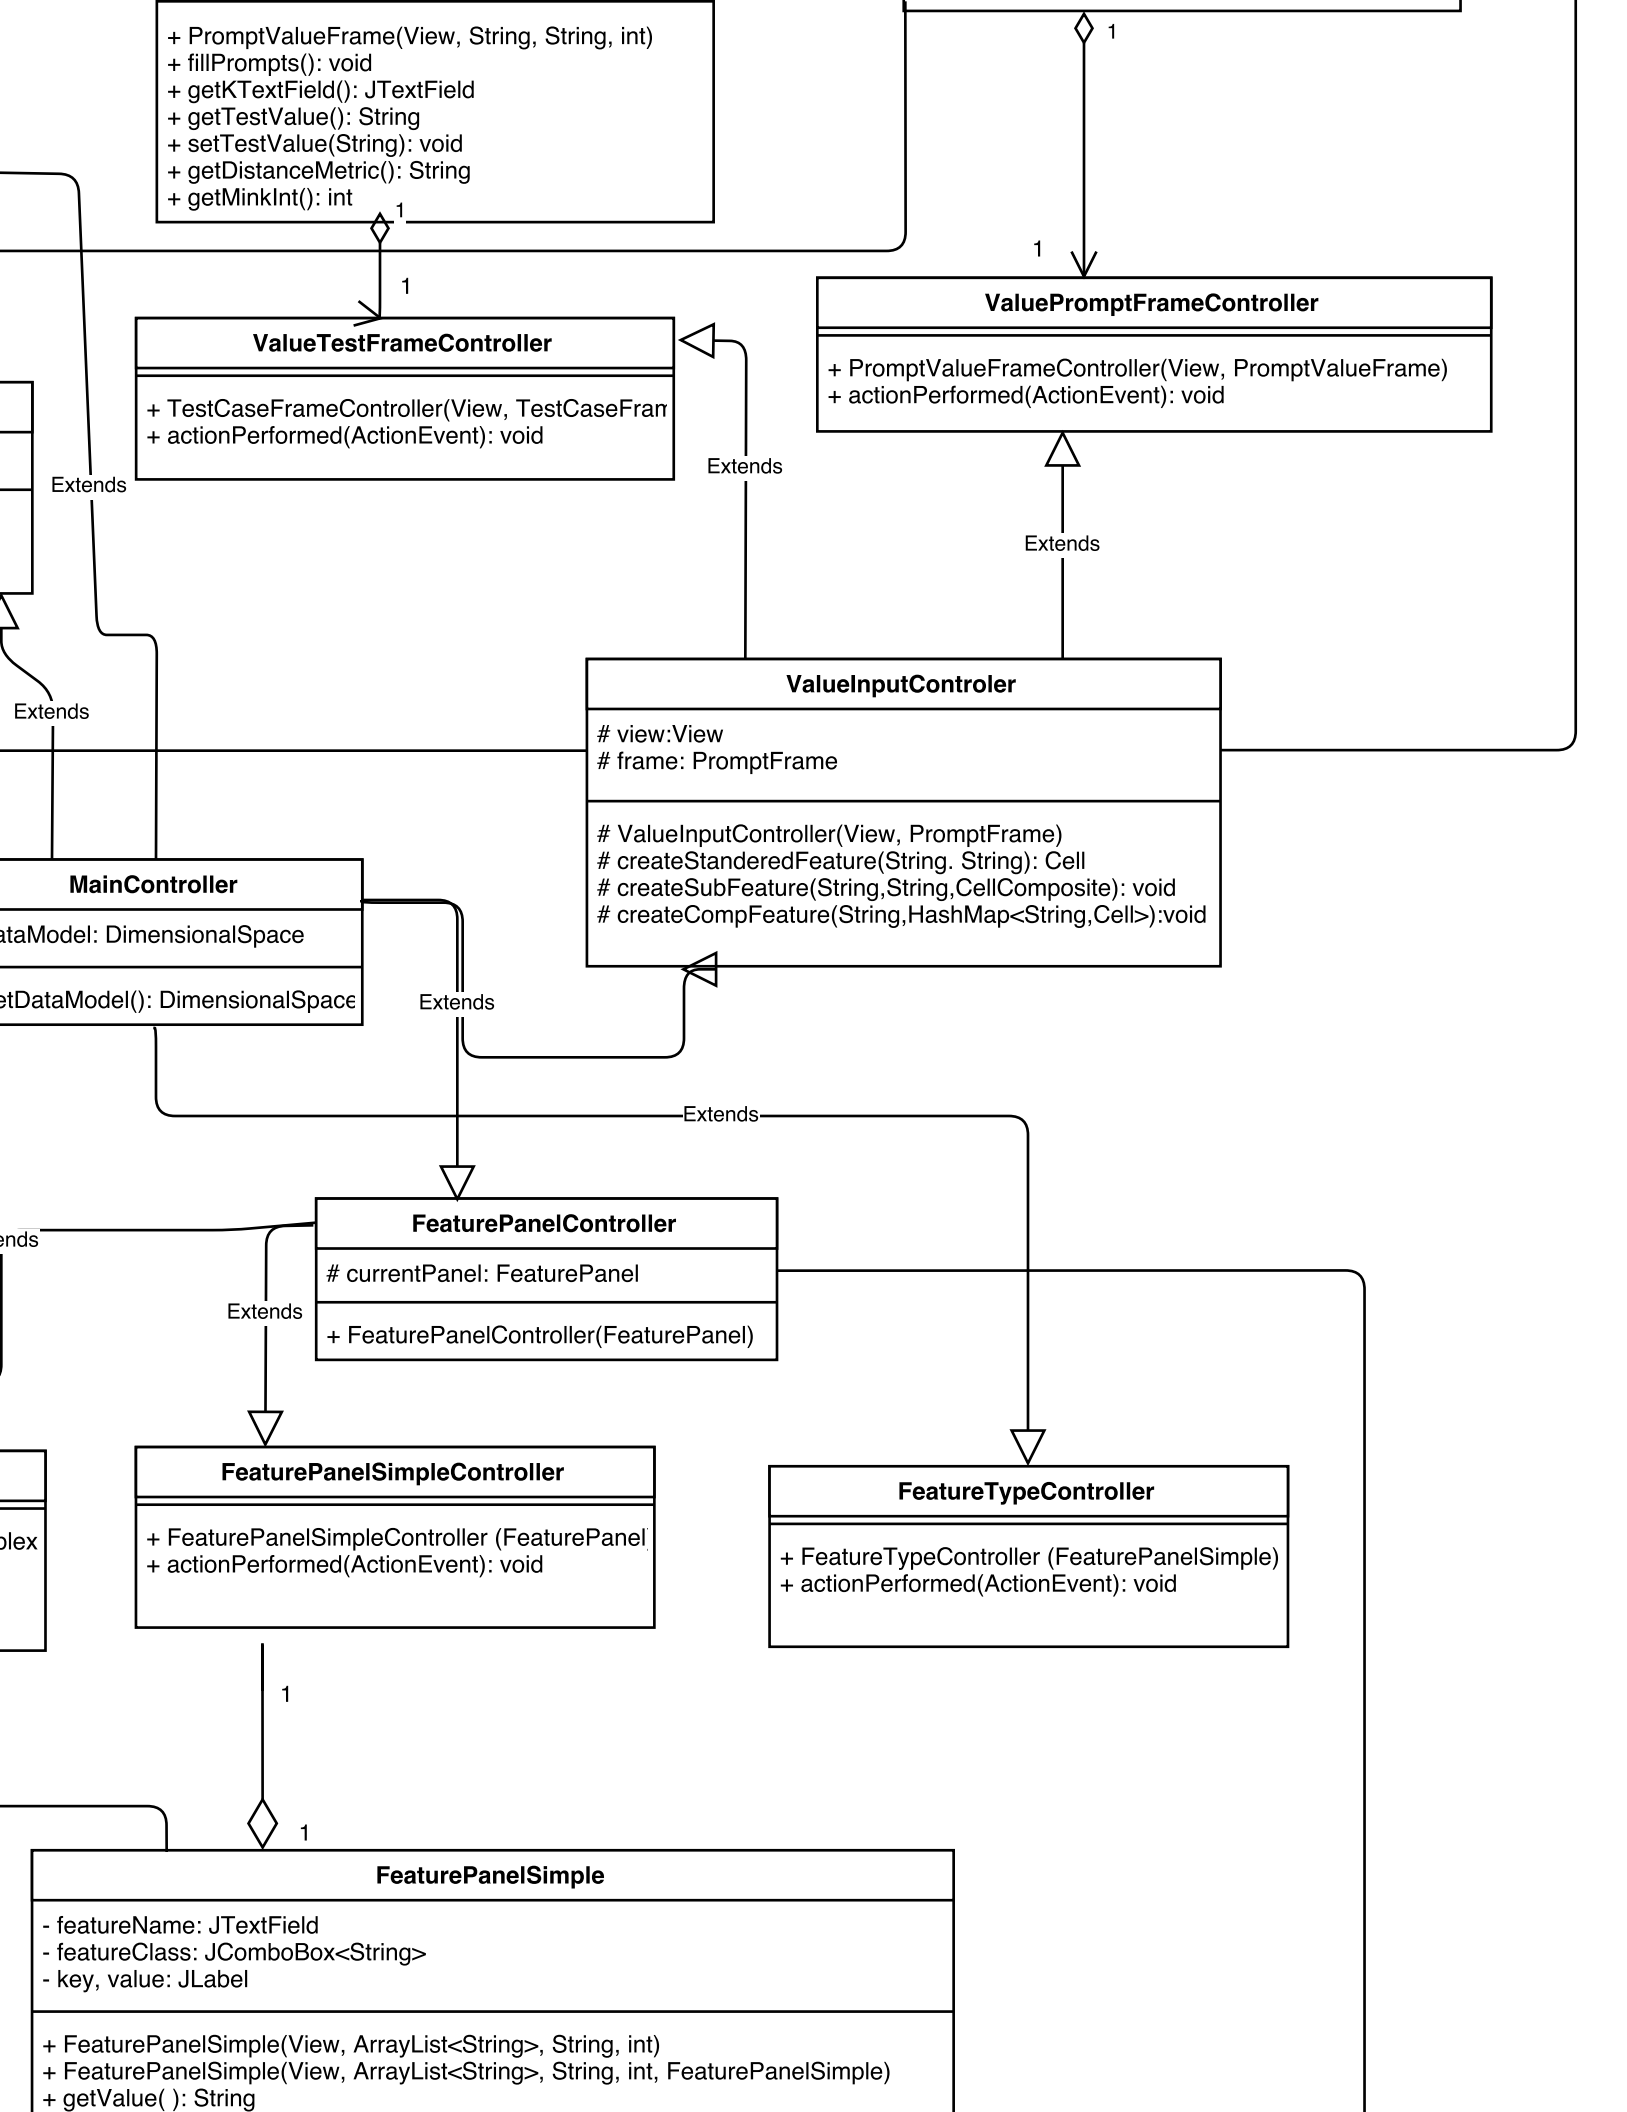 + PromptValueFrame(View, String, String, int)
+ fillPrompts(): void
+ getKTextField(): JTextField
+ getTestValue(): String
+ setTestValue(String): void
+ getDistanceMetric(): String
+ getMinkInt(): int
1
1
1
1
ValueTestFrameController
+ TestCaseFrameController(View, TestCaseFram
+ actionPerformed(ActionEvent): void
ValuePromptFrameController
+ PromptValueFrameController(View, PromptValueFrame)
+ actionPerformed(ActionEvent): void
Extends
Extends
Extends
Extends
ValueInputControler
# view:View
# frame: PromptFrame
# ValueInputController(View, PromptFrame)
# createStanderedFeature(String. String): Cell
# createSubFeature(String,String,CellComposite): void
# createCompFeature(String,HashMap<String,Cell>):void
MainController
ataModel: DimensionalSpace
etDataModel(): DimensionalSpace
Extends
Extends
FeaturePanelController
# currentPanel: FeaturePanel
+ FeaturePanelController(FeaturePanel)
ends
Extends
FeaturePanelSimpleController
+ FeaturePanelSimpleController (FeaturePanel
+ actionPerformed(ActionEvent): void
FeatureTypeController
+ FeatureTypeController (FeaturePanelSimple)
+ actionPerformed(ActionEvent): void
plex
1
1
FeaturePanelSimple
- featureName: JTextField
- featureClass: JComboBox<String>
- key, value: JLabel
+ FeaturePanelSimple(View, ArrayList<String>, String, int)
+ FeaturePanelSimple(View, ArrayList<String>, String, int, FeaturePanelSimple)
+ getValue( ): String